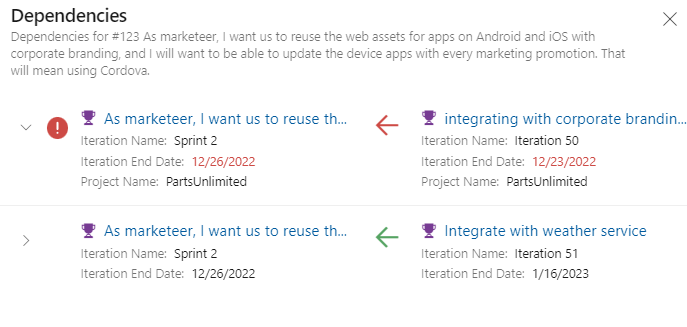 Dependencies
Dependencies for #123 As marketeer, I want us to reuse the web assets for apps on Android and iOS with
corporate branding, and I will want to be able to update the device apps with every marketing promotion. That
will mean using Cordova.
As marketeer, I want us to reuse th...
Iteration Name: Sprint 2
Iteration End Date: 12/26/2022
Project Name: PartsUnlimited
integrating with corporate brandin...
Iteration Name: Iteration 50
Iteration End Date: 12/23/2022
Project Name: PartsUnlimited
As marketeer, I want us to reuse th...
Iteration Name: Sprint 2
Iteration End Date: 12/26/2022
Integrate with weather service
Iteration Name: Iteration 51
Iteration End Date: 1/16/2023